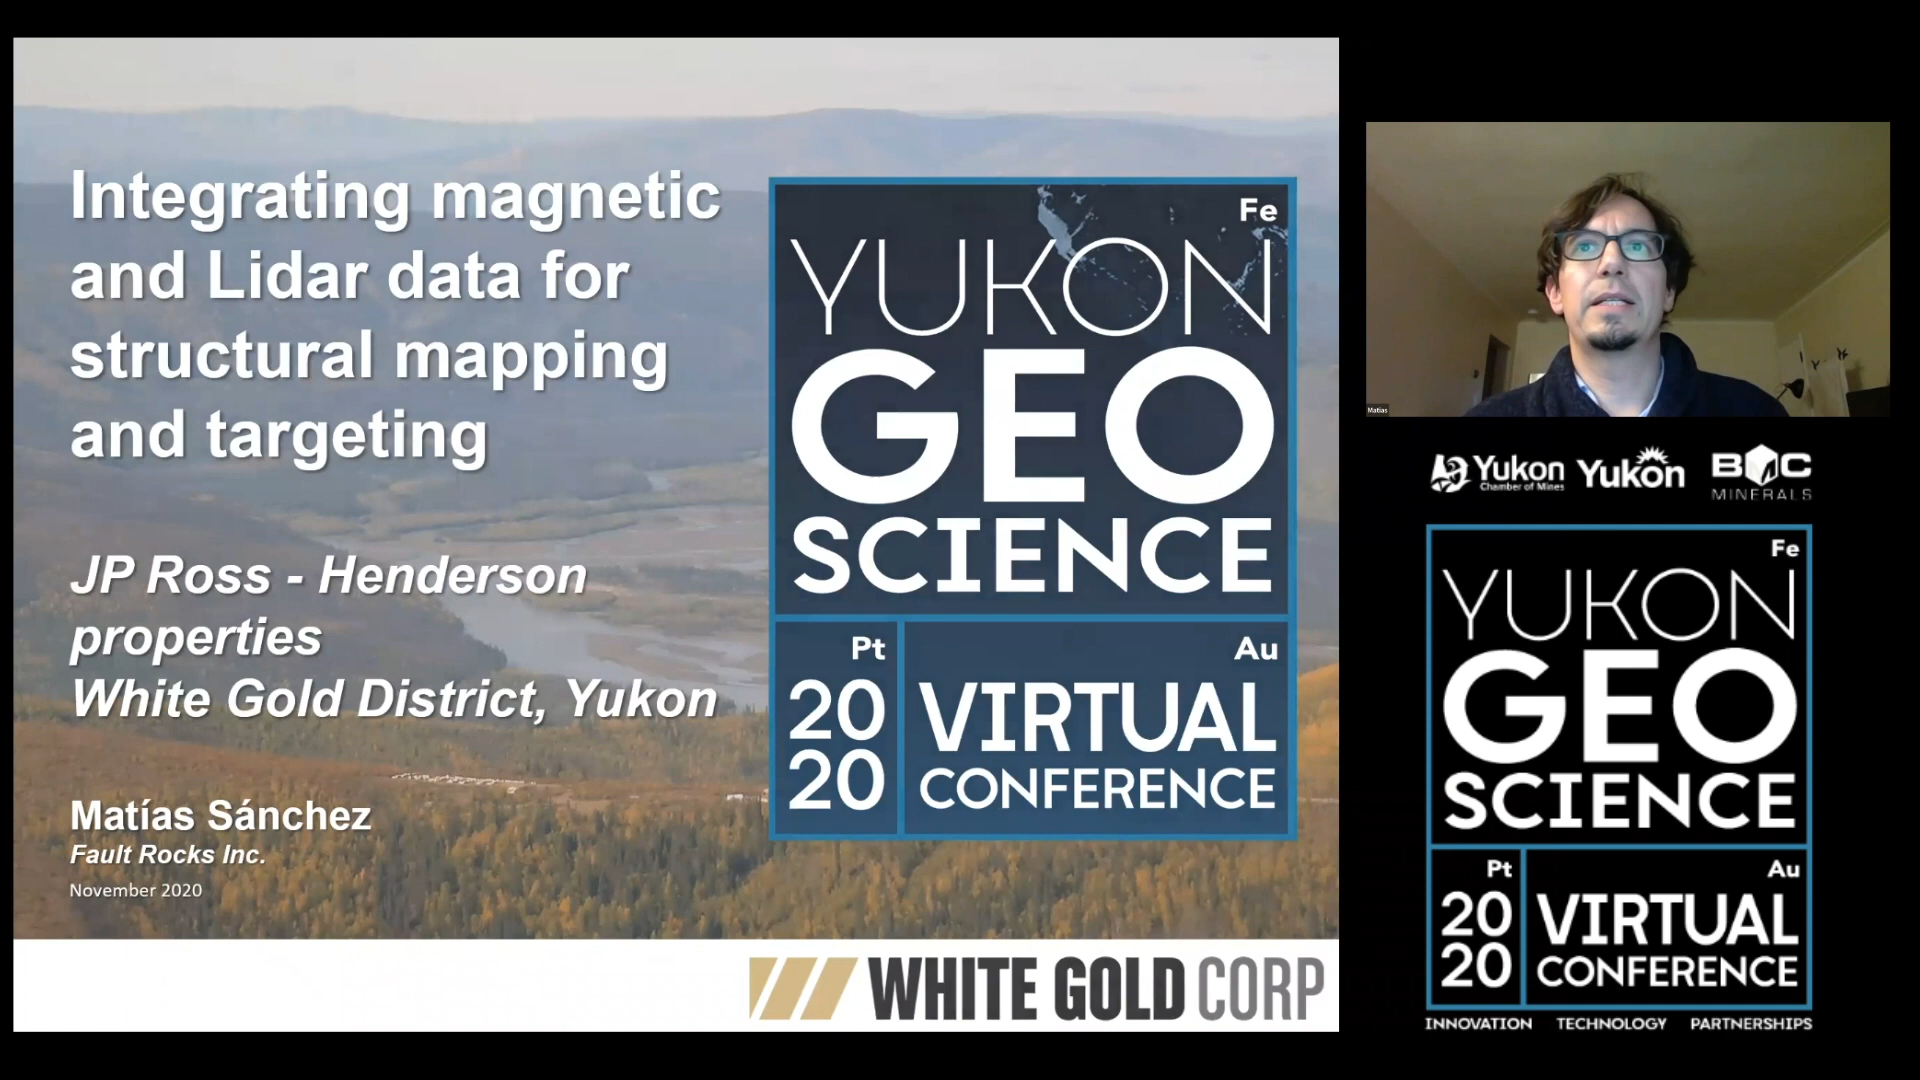 Integrating magnetic
and Lidar data for
structural mapping
and targeting
JP Ross - Henderson
properties
White Gold District, Yukon
Matías Sánchez
Fault Rocks Inc.
November 2020
Fe
YUKON
GEO
SCIENCE
Pt
20
20
Au
VIRTUAL
CONFERENCE
WHITE GOLD CORP
Matias
Yukon
Chamber of Mines
Yukon
BMC
MINERALS
Fe
YUKON
GEO
SCIENCE
Pt
20
20
Au
VIRTUAL
CONFERENCE
INNOVATION TECHNOLOGY PARTNERSHIPS